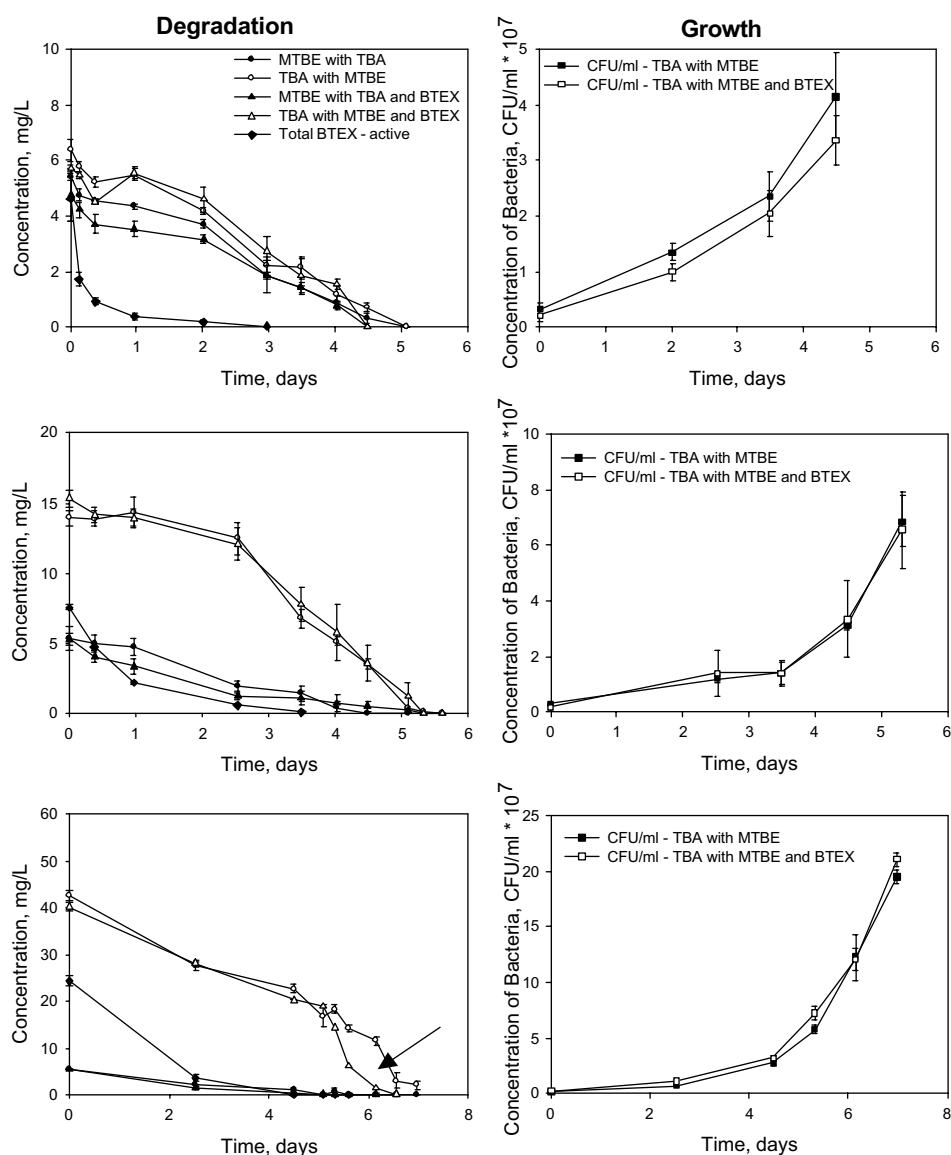 Degradation
Growth
Concentration, mg/L
10
8
6
4
2
0
MTBE with TBA
TBA with MTBE
MTBE with TBA and BTEX
TBA with MTBE and BTEX
Total BTEX - active
0 1 2 3 4 5 6
Time, days
Concentration of Bacteria, CFU/ml * 10^7
5
4
3
2
1
0
CFU/ml - TBA with MTBE
CFU/ml - TBA with MTBE and BTEX
0 1 2 3 4 5 6
Time, days
Concentration, mg/L
20
15
10
5
0
0 1 2 3 4 5 6
Time, days
Concentration of Bacteria, CFU/ml *10^7
10
8
6
4
2
0
CFU/ml - TBA with MTBE
CFU/ml - TBA with MTBE and BTEX
0 1 2 3 4 5 6
Time, days
Concentration, mg/L
60
50
40
30
20
10
0
0 2 4 6 8
Time, days
Concentration of Bacteria, CFU/ml * 10^7
25
20
15
10
5
0
CFU/ml - TBA with MTBE
CFU/ml - TBA with MTBE and BTEX
0 2 4 6 8
Time, days